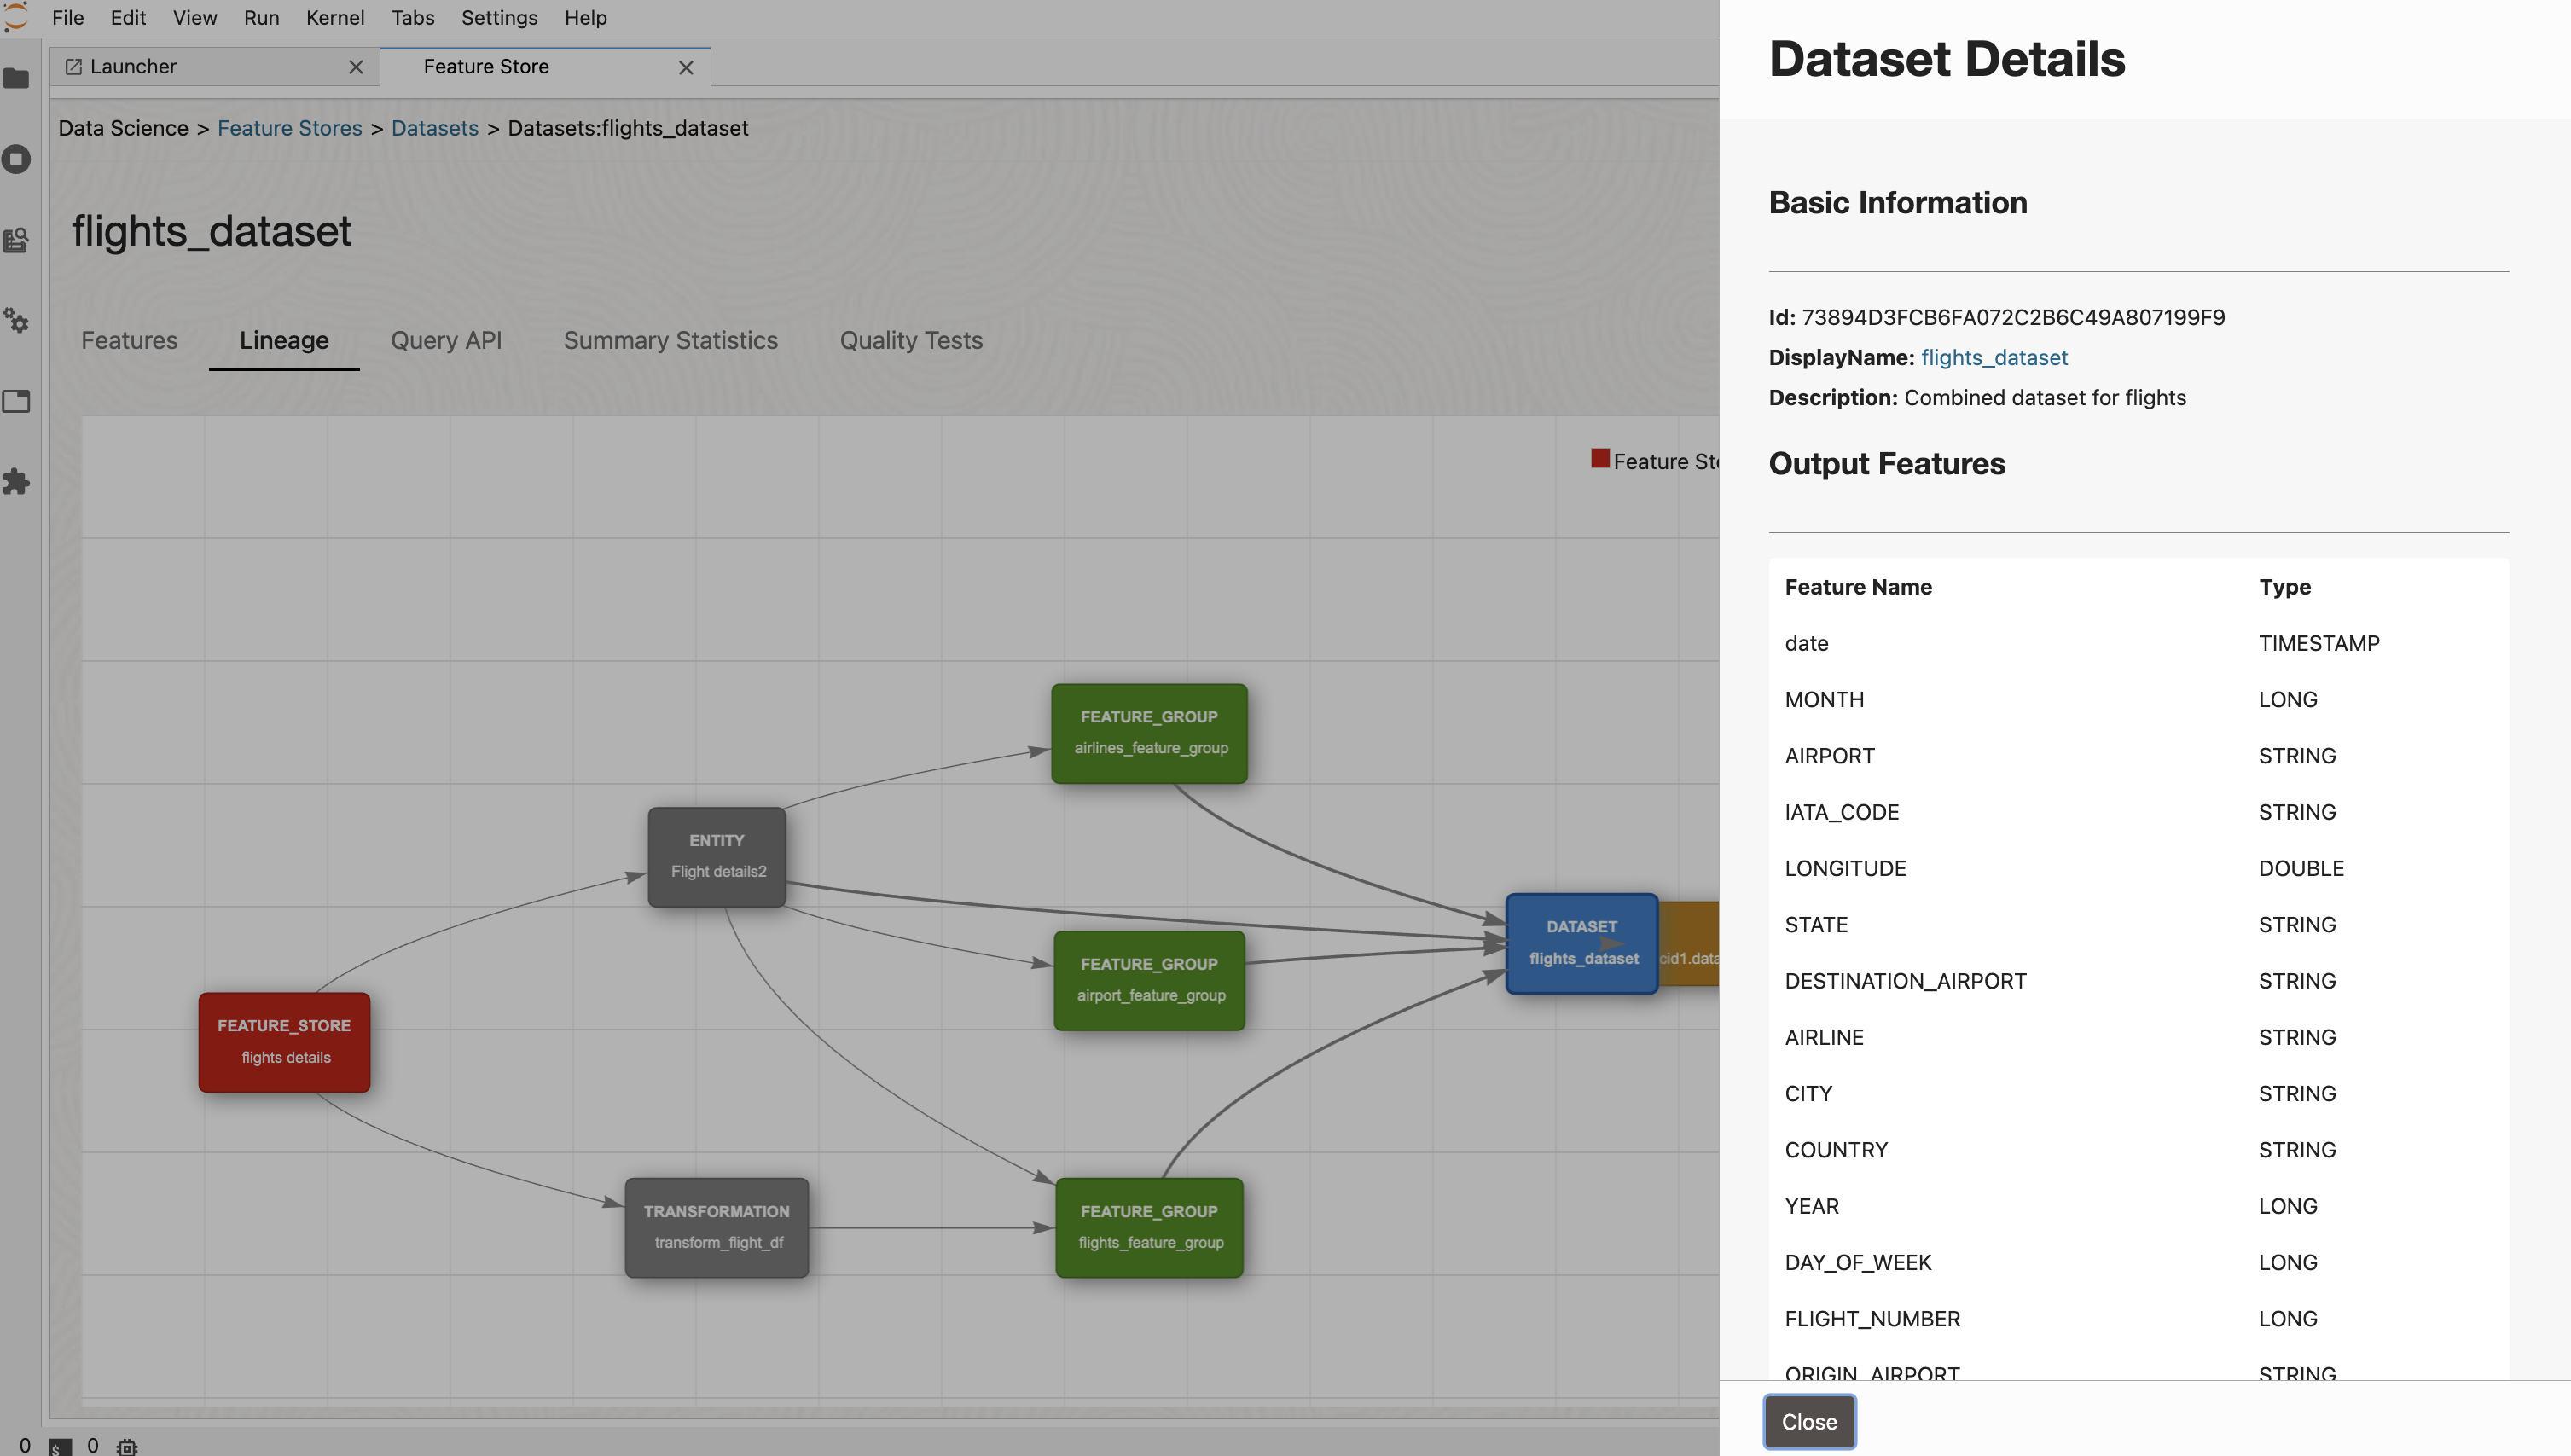 File Edit View Run Kernel Tabs Settings Help
Launcher
Feature Store
Data Science > Feature Stores > Datasets > Datasets:flights_dataset
flights_dataset
Features Lineage Query API Summary Statistics Quality Tests
Feature
FEATURE_GROUP
airlines_feature_group
ENTITY
Flight details2
FEATURE_GROUP
airport_feature_group
DATASET
flights_dataset
cid1.data
FEATURE_STORE
flights details
TRANSFORMATION
transform_flight_df
FEATURE_GROUP
flights_feature_group
0 $ 0
Dataset Details
Basic Information
Id: 73894D3FCB6FA072C2B6C49A807199F9
DisplayName: flights_dataset
Description: Combined dataset for flights
Output Features
Feature Name Type
date TIMESTAMP
MONTH LONG
AIRPORT STRING
IATA_CODE STRING
LONGITUDE DOUBLE
STATE STRING
DESTINATION_AIRPORT STRING
AIRLINE STRING
CITY STRING
COUNTRY STRING
YEAR LONG
DAY_OF_WEEK LONG
FLIGHT_NUMBER LONG
ORIGIN_AIRPORT STRING
Close